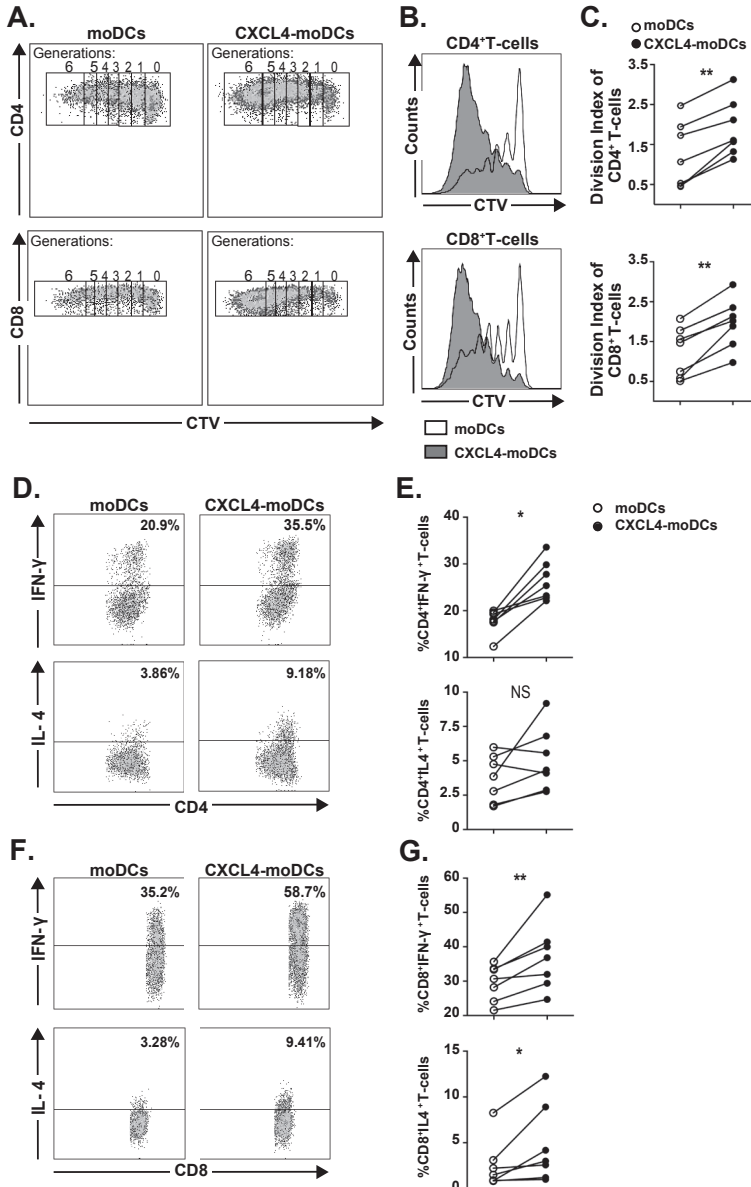 A.
moDCs
CXCL4-moDCs
Generations:
6 5 4 3 2 1 0
Generations:
6 5 4 3 2 1 0
CD4
Generations:
6 5 4 3 2 1 0
Generations:
6 5 4 3 2 1 0
CD8
CTV
B.
CD4+T-cells
Counts
CTV
CD8+T-cells
Counts
CTV
moDCs
CXCL4-moDCs
C.
moDCs
CXCL4-moDCs
Division Index of
CD4+ T-cells
3.5
2.5
1.5
0.5
**
Division Index of
CD8+T-cells
3.5
2.5
1.5
0.5
**
D.
moDCs
CXCL4-moDCs
IFN-γ
20.9%
35.5%
IL- 4
3.86%
9.18%
CD4
E.
moDCs
CXCL4-moDCs
%CD4+IFN-γ +T-cells
40
30
20
10
*
%CD4+IL4+ T-cells
10
7.5
5
2.5
0
NS
F.
moDCs
CXCL4-moDCs
IFN-γ
35.2%
58.7%
IL- 4
3.28%
9.41%
CD8
G.
%CD8+IFN-γ+T-cells
60
50
40
30
20
**
%CD8+IL4 +T-cells
15
10
5
0
*